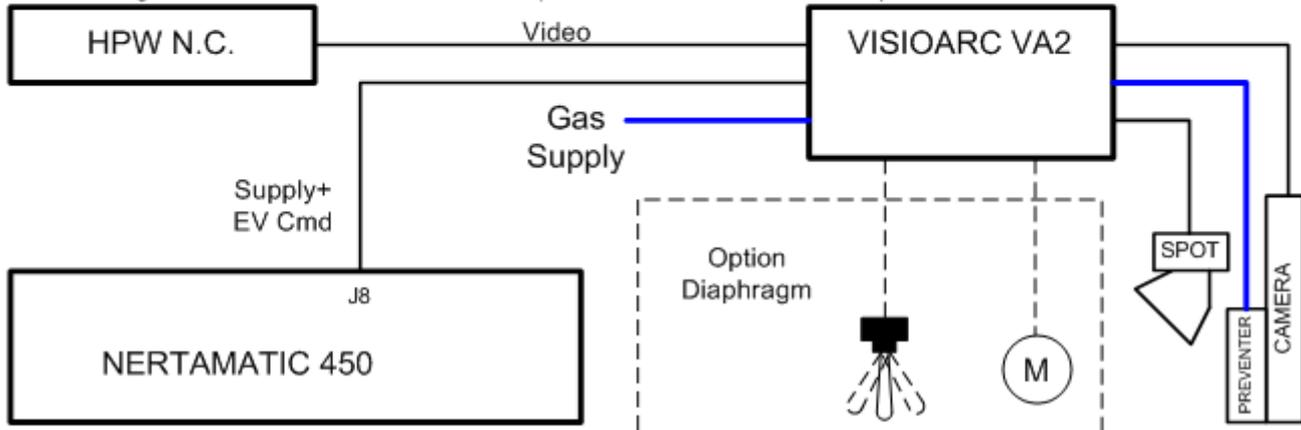 HPW N.C.
Video
VISIOARC VA2
Gas
Supply
Supply+
EV Cmd
Option
Diaphragm
SPOT
CAMERA
PREVENTER
J8
NERTAMATIC 450
M